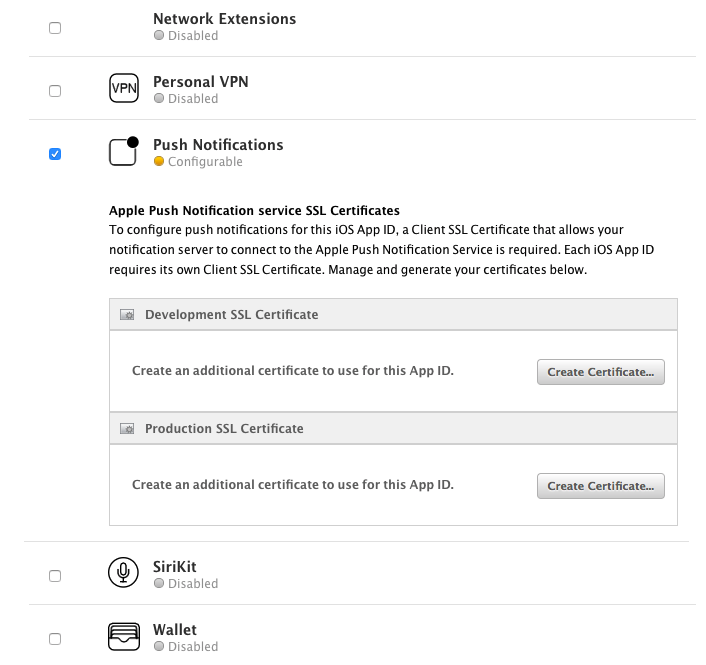 Network Extensions
Disabled
VPN
Personal VPN
Disabled
Push Notifications
Configurable
Apple Push Notification service SSL Certificates
To configure push notifications for this iOS App ID, a Client SSL Certificate that allows your
notification server to connect to the Apple Push Notification Service is required. Each iOS App ID
requires its own Client SSL Certificate. Manage and generate your certificates below.
Development SSL Certificate
Create an additional certificate to use for this App ID.
Create Certificate...
Production SSL Certificate
Create an additional certificate to use for this App ID.
Create Certificate...
SiriKit
Disabled
Wallet
Disabled